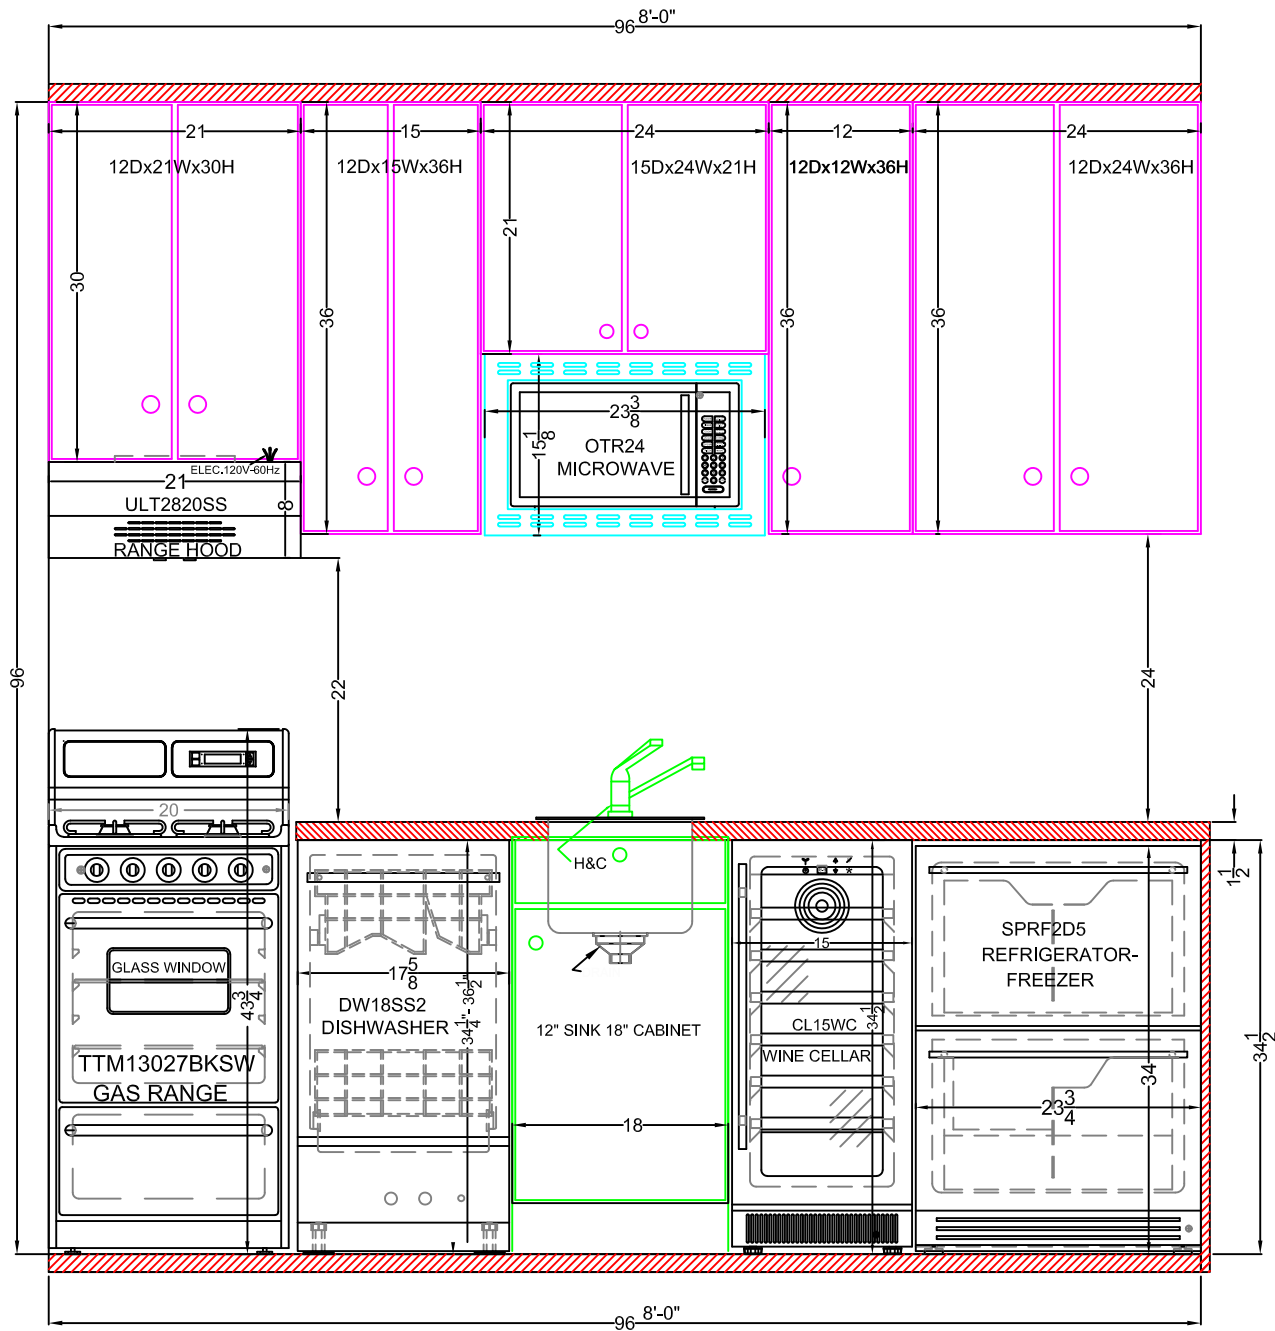 96 8'-0"
21
15
24
12
24
12Dx21Wx30H
12Dx15Wx36H
15Dx24Wx21H
12Dx12Wx36H
12Dx24Wx36H
30
36
21
36
36
23 3/8
15 1/8
OTR24
MICROWAVE
ELEC.120V-60Hz
21
8
ULT2820SS
RANGE HOOD
96
22
24
20
1 1/2
H&C
GLASS WINDOW
43 3/4
TTM13027BKSW
GAS RANGE
17 5/8
34 1/4"- 36 1/2"
DW18SS2
DISHWASHER
12" SINK 18" CABINET
18
15
34 1/2
CL15WC
WINE CELLAR
SPRF2D5
REFRIGERATOR-
FREEZER
34
23 3/4
34 1/2
96 8'-0"